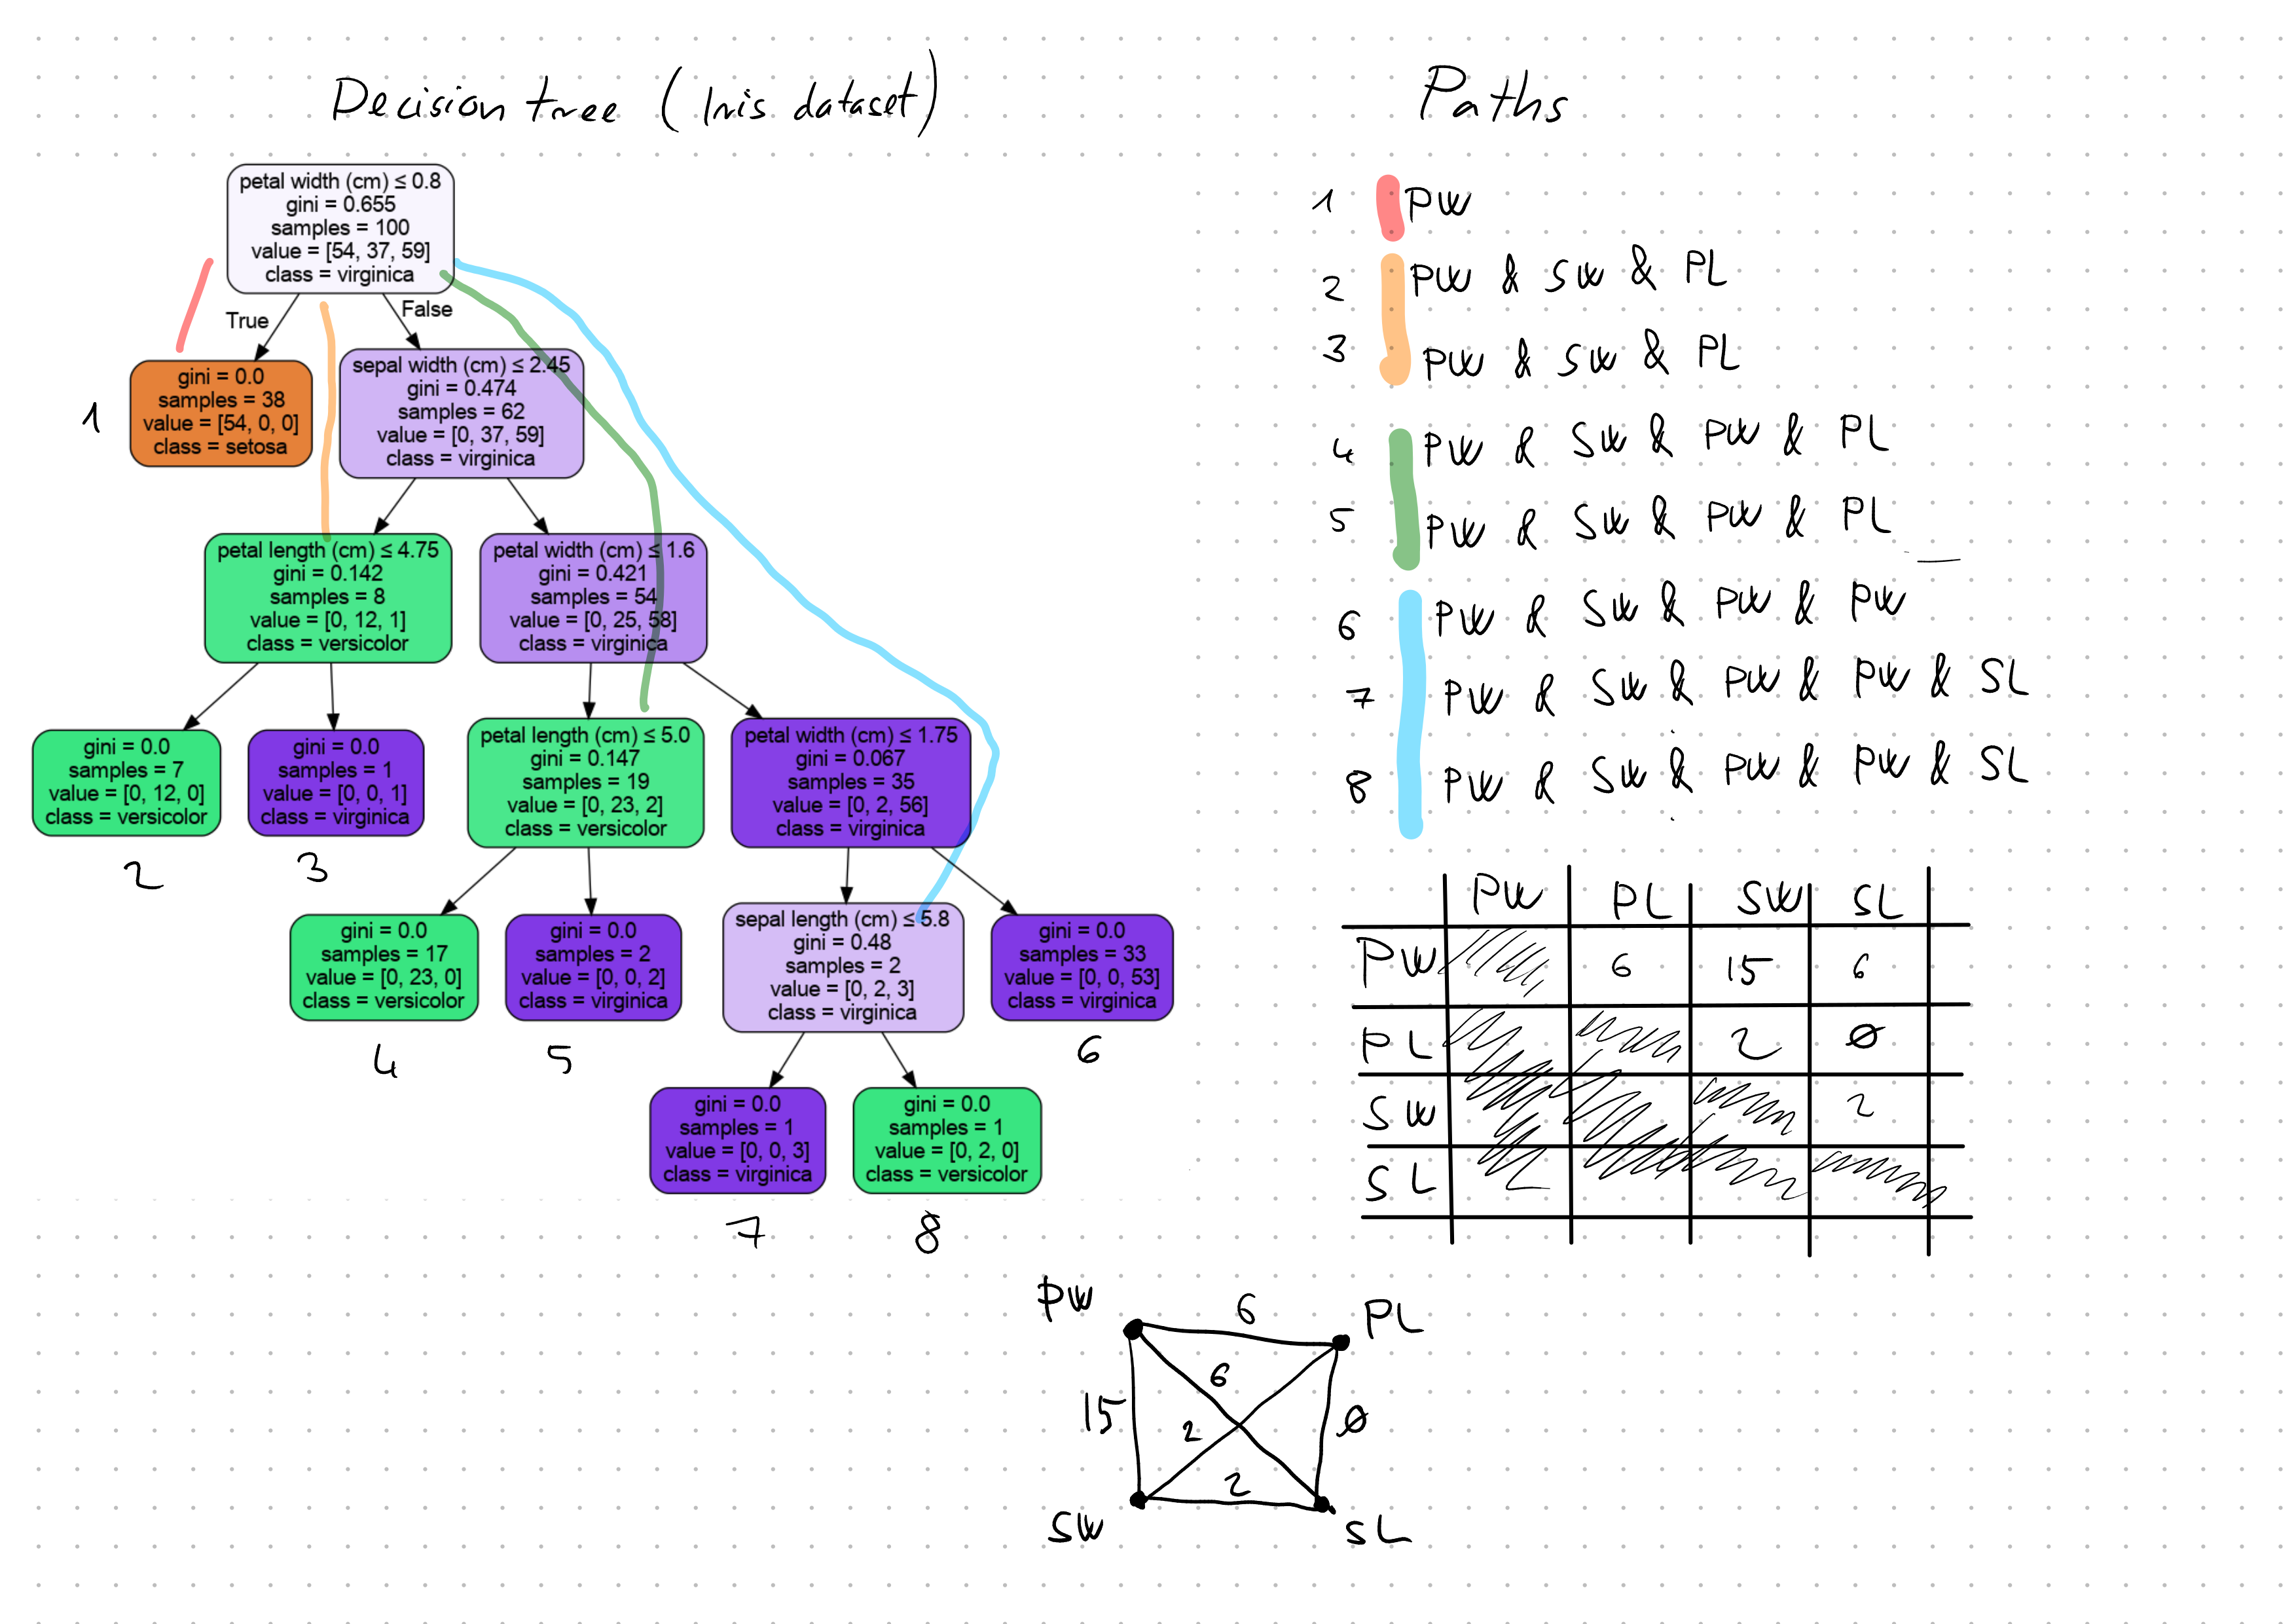 Decision tree (Iris dataset)
petal width (cm) ≤ 0.8
gini = 0.655
samples = 100
value = [54, 37, 59]
class = virginica
True
False
gini = 0.0
samples = 38
value = [54, 0, 0]
class = setosa
1
sepal width (cm) ≤ 2.45
gini = 0.474
samples = 62
value = [0, 37, 59]
class = virginica
petal length (cm) ≤ 4.75
gini = 0.142
samples = 8
value = [0, 12, 1]
class = versicolor
petal width (cm) ≤ 1.6
gini = 0.421
samples = 54
value = [0, 25, 58]
class = virginica
gini = 0.0
samples = 7
value = [0, 12, 0]
class = versicolor
2
gini = 0.0
samples = 1
value = [0, 0, 1]
class = virginica
3
petal length (cm) ≤ 5.0
gini = 0.147
samples = 19
value = [0, 23, 2]
class = versicolor
petal width (cm) ≤ 1.75
gini = 0.067
samples = 35
value = [0, 2, 56]
class = virginica
gini = 0.0
samples = 17
value = [0, 23, 0]
class = versicolor
4
gini = 0.0
samples = 2
value = [0, 0, 2]
class = virginica
5
sepal length (cm) ≤ 5.8
gini = 0.48
samples = 2
value = [0, 2, 3]
class = virginica
gini = 0.0
samples = 33
value = [0, 0, 53]
class = virginica
6
gini = 0.0
samples = 1
value = [0, 0, 3]
class = virginica
7
gini = 0.0
samples = 1
value = [0, 2, 0]
class = versicolor
8
Paths
1 PW
2 PW & SW & PL
3 PW & SW & PL
4 PW & SW & PW & PL
5 PW & SW & PW & PL
6 PW & SW & PW & PW
7 PW & SW & PW & PW & SL
8 PW & SW & PW & PW & SL
PW PL SW SL
PW 6 15 6
PL 2 Ø
SW 2
SL
PW 6 PL
6
15 2 Ø
2
SW SL